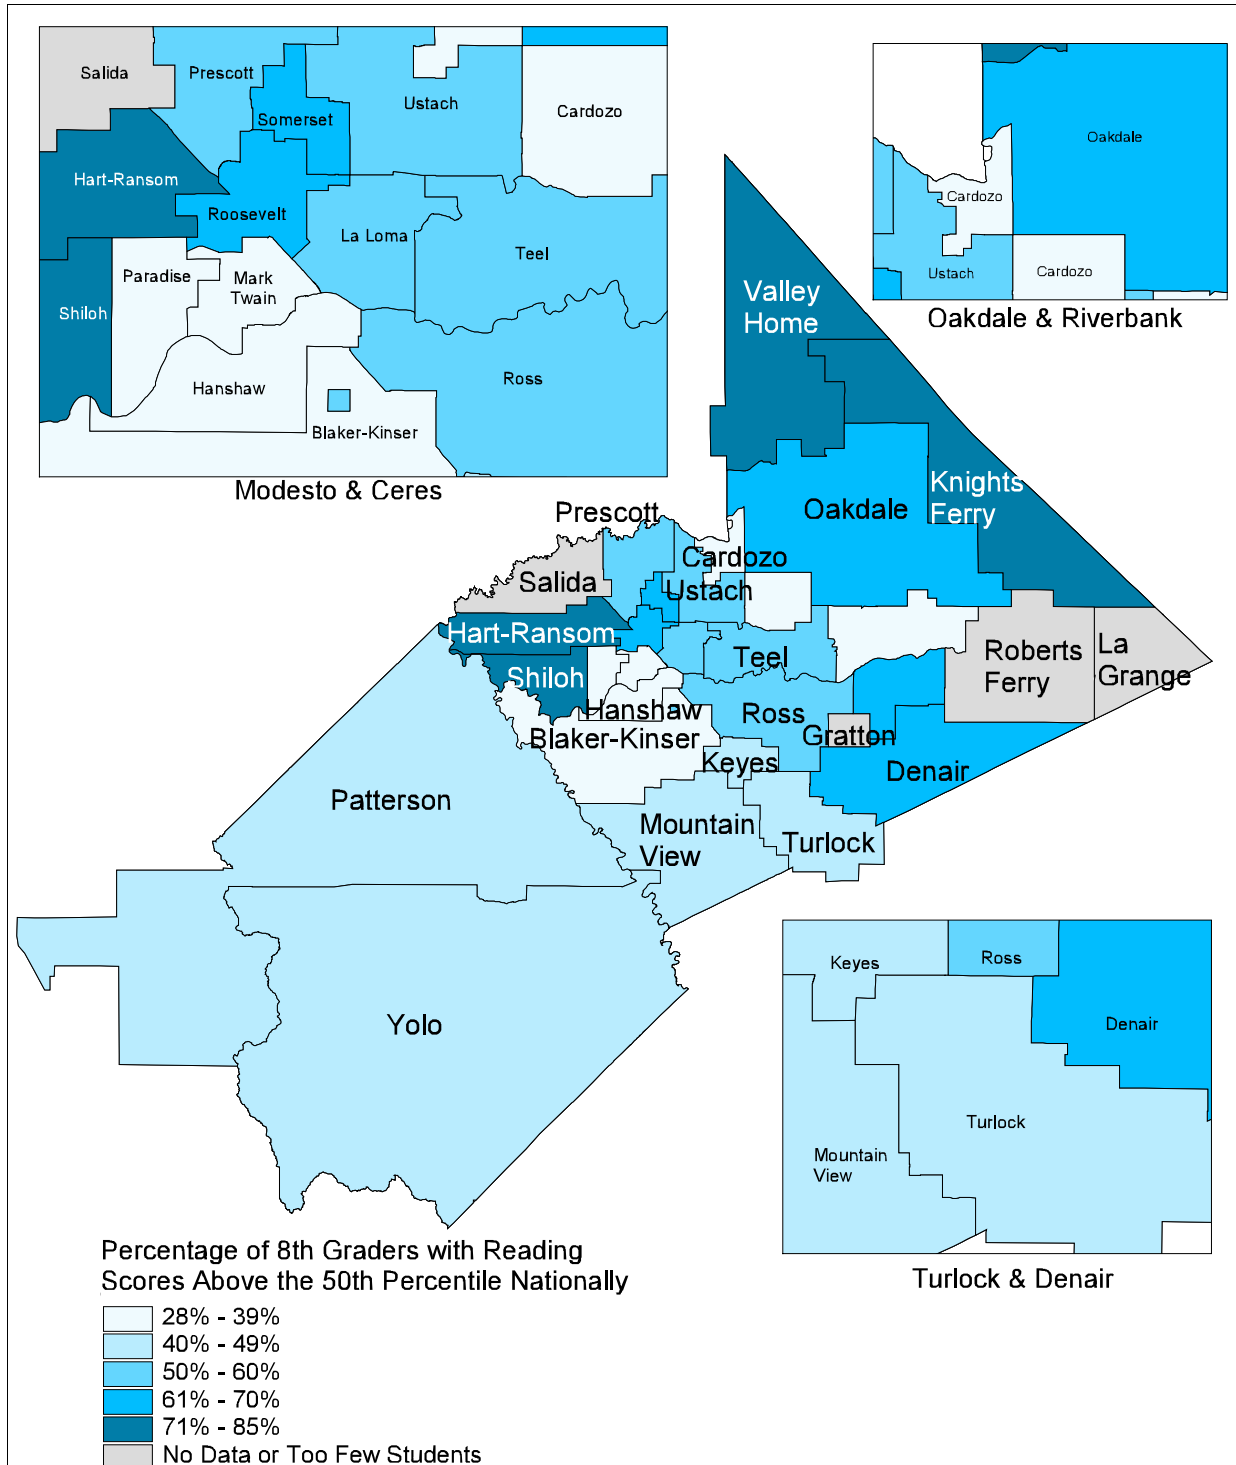 Salida
Prescott
Somerset
Ustach
Cardozo
Hart-Ransom
Roosevelt
La Loma
Teel
Paradise
Mark
Twain
Shiloh
Hanshaw
Ross
Blaker-Kinser
Modesto & Ceres
Oakdale
Cardozo
Ustach
Cardozo
Oakdale & Riverbank
Valley
Home
Knights
Ferry
Oakdale
Prescott
Cardozo
Salida
Ustach
Hart-Ransom
Teel
Roberts
Ferry
La
Grange
Shiloh
Hanshaw
Ross
Gratton
Blaker-Kinser
Keyes
Denair
Patterson
Mountain
View
Turlock
Yolo
Keyes
Ross
Denair
Turlock
Mountain
View
Turlock & Denair
Percentage of 8th Graders with Reading
Scores Above the 50th Percentile Nationally
28% - 39%
40% - 49%
50% - 60%
61% - 70%
71% - 85%
No Data or Too Few Students